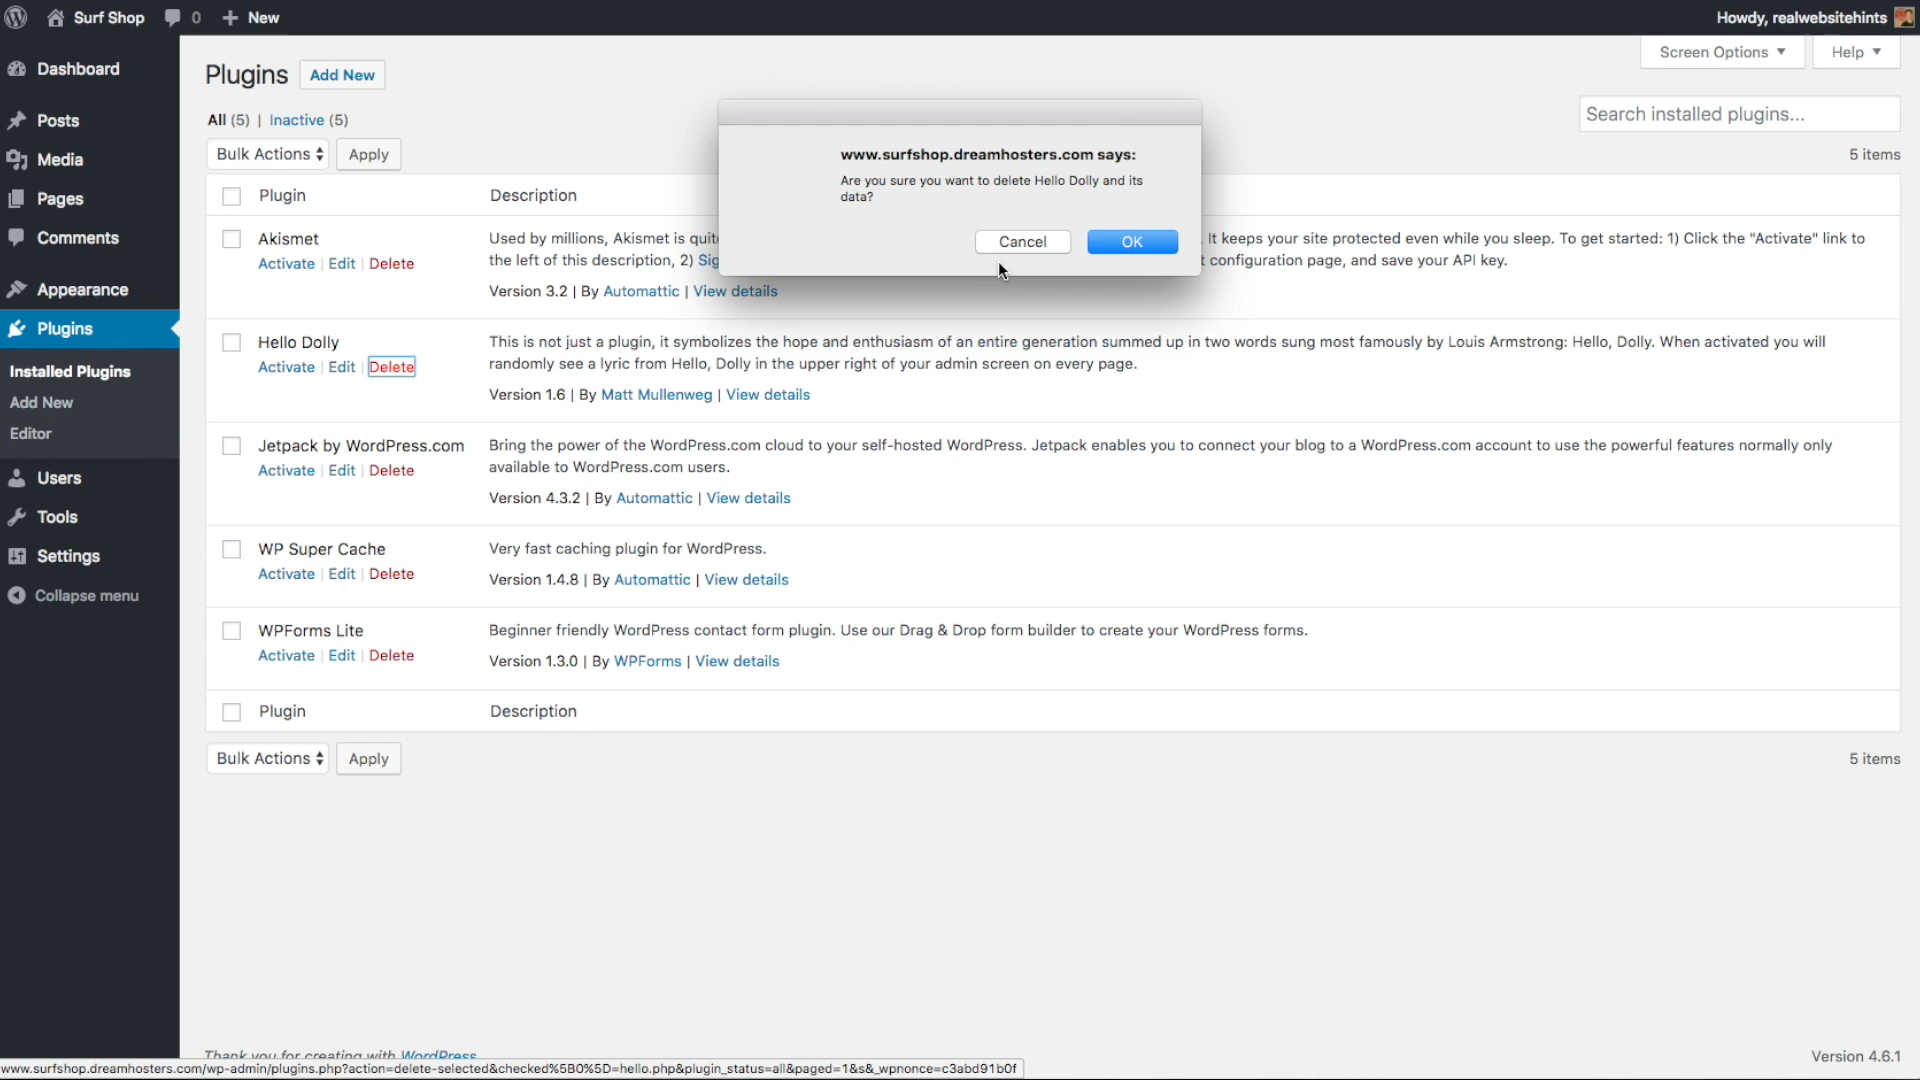 Surf Shop 0 + New
Howdy, realwebsitehints
Dashboard
Posts
Media
Pages
Comments
Appearance
Plugins
Installed Plugins
Add New
Editor
Users
Tools
Settings
Collapse menu
Screen Options
Help
Plugins
Add New
All (5) | Inactive (5)
Search installed plugins...
Bulk Actions
Apply
5 items
www.surfshop.dreamhosters.com says:
Are you sure you want to delete Hello Dolly and its
data?
Cancel
OK
Plugin
Description
Akismet
Activate | Edit | Delete
Used by millions, Akismet is It keeps your site protected even while you sleep. To get started: 1) Click the "Activate" link to
the left of this description, 2) configuration page, and save your API key.
Version 3.2 | By Automattic | View details
Hello Dolly
Activate | Edit | Delete
This is not just a plugin, it symbolizes the hope and enthusiasm of an entire generation summed up in two words sung most famously by Louis Armstrong: Hello, Dolly. When activated you will
randomly see a lyric from Hello, Dolly in the upper right of your admin screen on every page.
Version 1.6 | By Matt Mullenweg | View details
Jetpack by WordPress.com
Activate | Edit | Delete
Bring the power of the WordPress.com cloud to your self-hosted WordPress. Jetpack enables you to connect your blog to a WordPress.com account to use the powerful features normally only
available to WordPress.com users.
Version 4.3.2 | By Automattic | View details
WP Super Cache
Activate | Edit | Delete
Very fast caching plugin for WordPress.
Version 1.4.8 | By Automattic | View details
WPForms Lite
Activate | Edit | Delete
Beginner friendly WordPress contact form plugin. Use our Drag & Drop form builder to create your WordPress forms.
Version 1.3.0 | By WPForms | View details
Plugin
Description
Bulk Actions
Apply
5 items
Thank you for creating with WordPress
Version 4.6.1
www.surfshop.dreamhosters.com/wp-admin/plugins.php?action=delete-selected&checked%5B0%5D=hello.php&plugin_status=all&paged=1&s&_wpnonce=c3abd91b0f